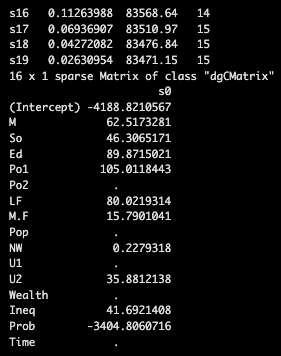 s16 0.11263988 83568.64 14
s17 0.06936907 83510.97 15
s18 0.04272082 83476.84 15
s19 0.02630954 83471.15 15
16 x 1 sparse Matrix of class "dgCMatrix"
s0
(Intercept) -4188.8210567
M 62.5173281
So 46.3065171
Ed 89.8715021
Po1 105.0118443
Po2 .
LF 80.0219314
M.F 15.7901041
Pop .
NW 0.2279318
U1 .
U2 35.8812138
Wealth .
Ineq 41.6921408
Prob -3404.8060716
Time .